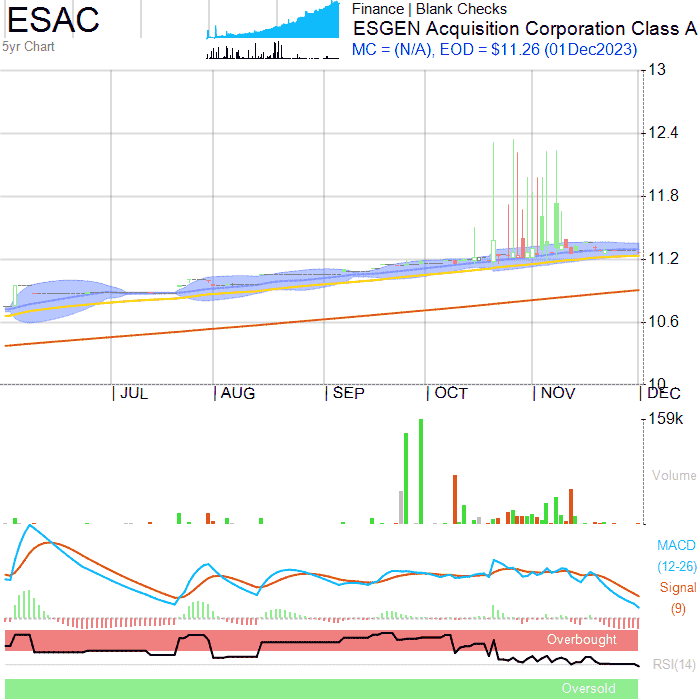 ESAC
5yr Chart
Finance | Blank Checks
ESGEN Acquisition Corporation Class A
MC = (N/A), EOD = $11.26 (01Dec2023)
13
12.4
11.8
11.2
10.6
10
JUL
AUG
SEP
OCT
NOV
DEC
159k
Volume
MACD
(12-26)
Signal
(9)
Overbought
RSI(14)
Oversold